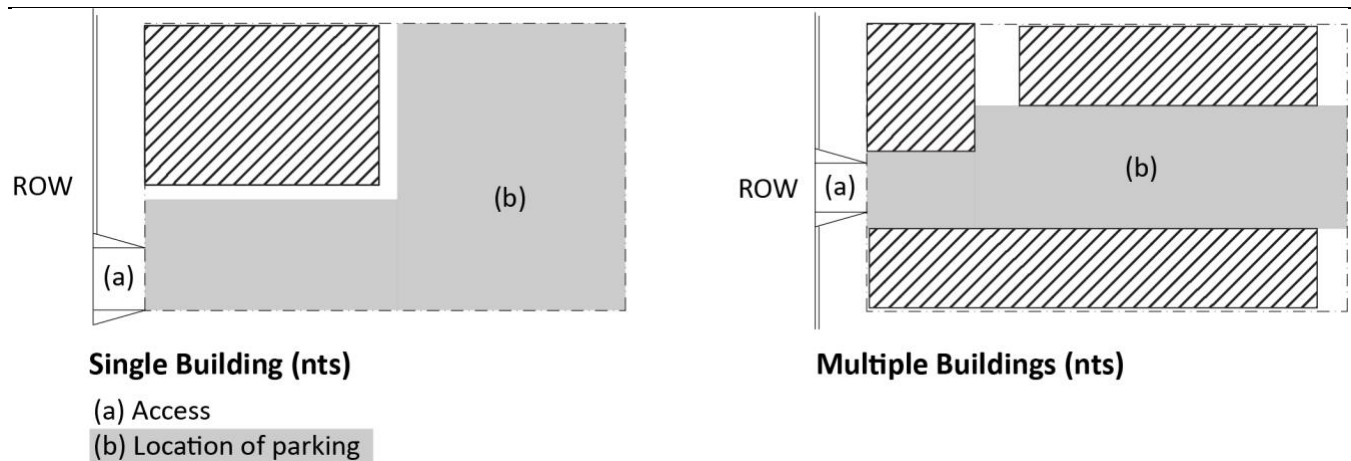 ROW
(a)
(b)
Single Building (nts)
(a) Access
(b) Location of parking
ROW
(a)
(b)
Multiple Buildings (nts)